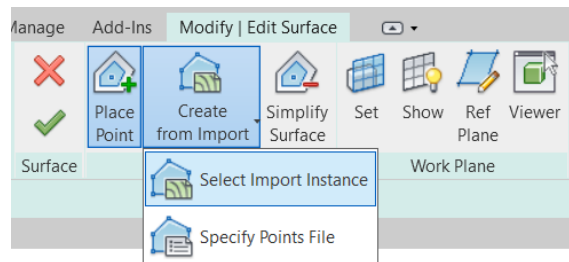 Manage Add-Ins Modify | Edit Surface
Place Point
Create from Import
Simplify Surface
Set
Show
Ref Plane
Viewer
Surface
Work Plane
Select Import Instance
Specify Points File